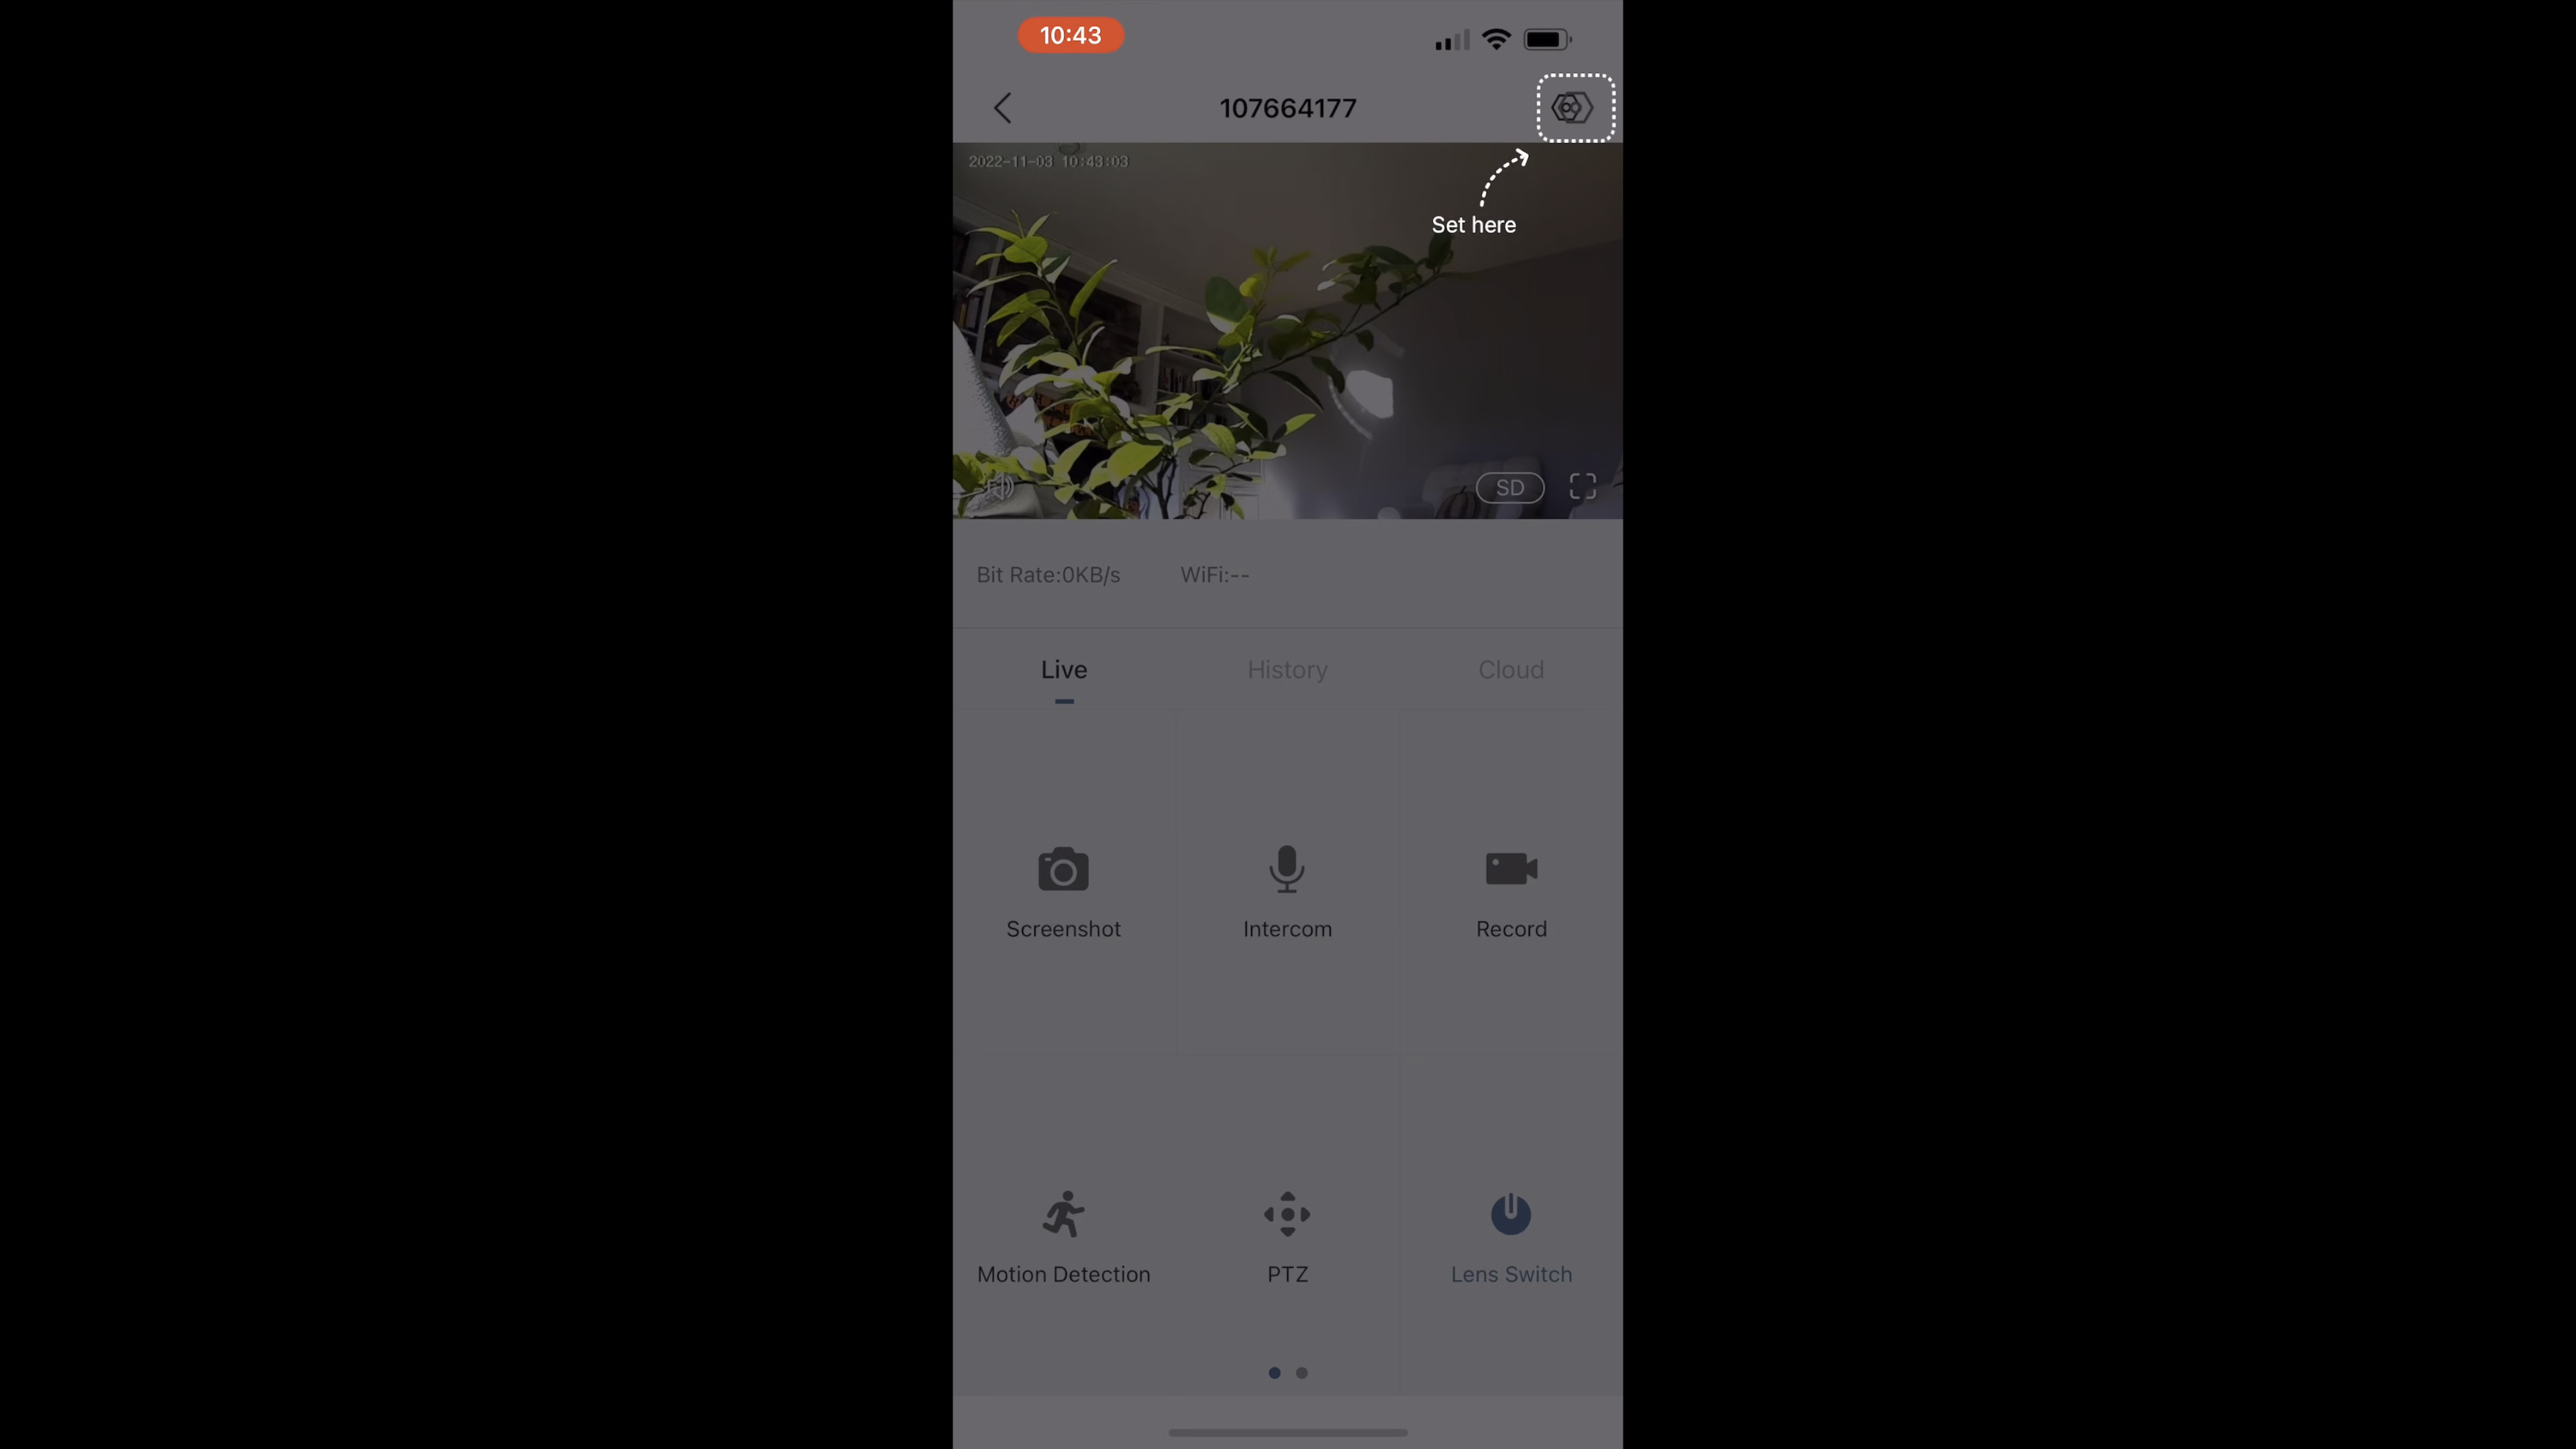 10:43
107664177
2022-11-03 10:43:03
Set here
SD
Bit Rate:0KB/s WiFi:--
Live History Cloud
Screenshot Intercom Record
Motion Detection PTZ Lens Switch